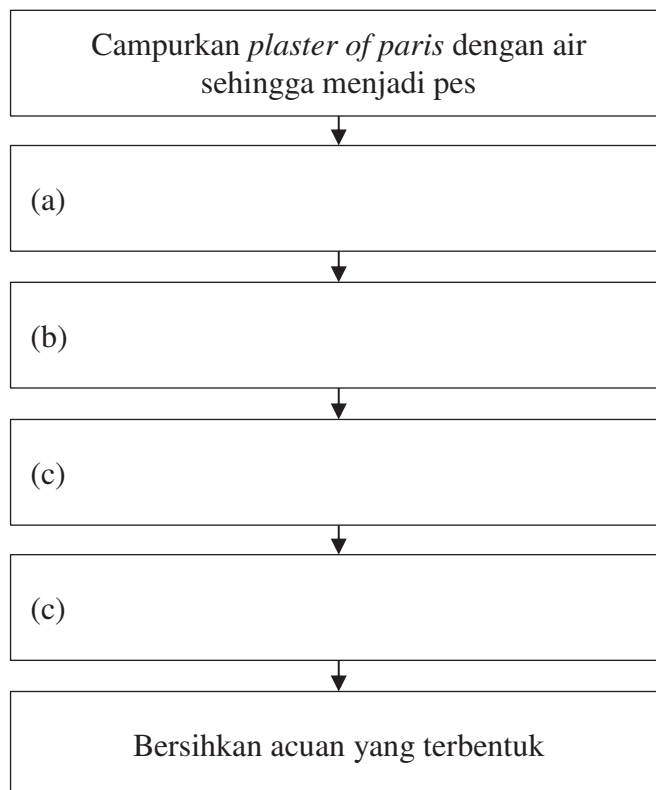 Campurkan plaster of paris dengan air
sehingga menjadi pes
(a)
(b)
(c)
(c)
Bersihkan acuan yang terbentuk